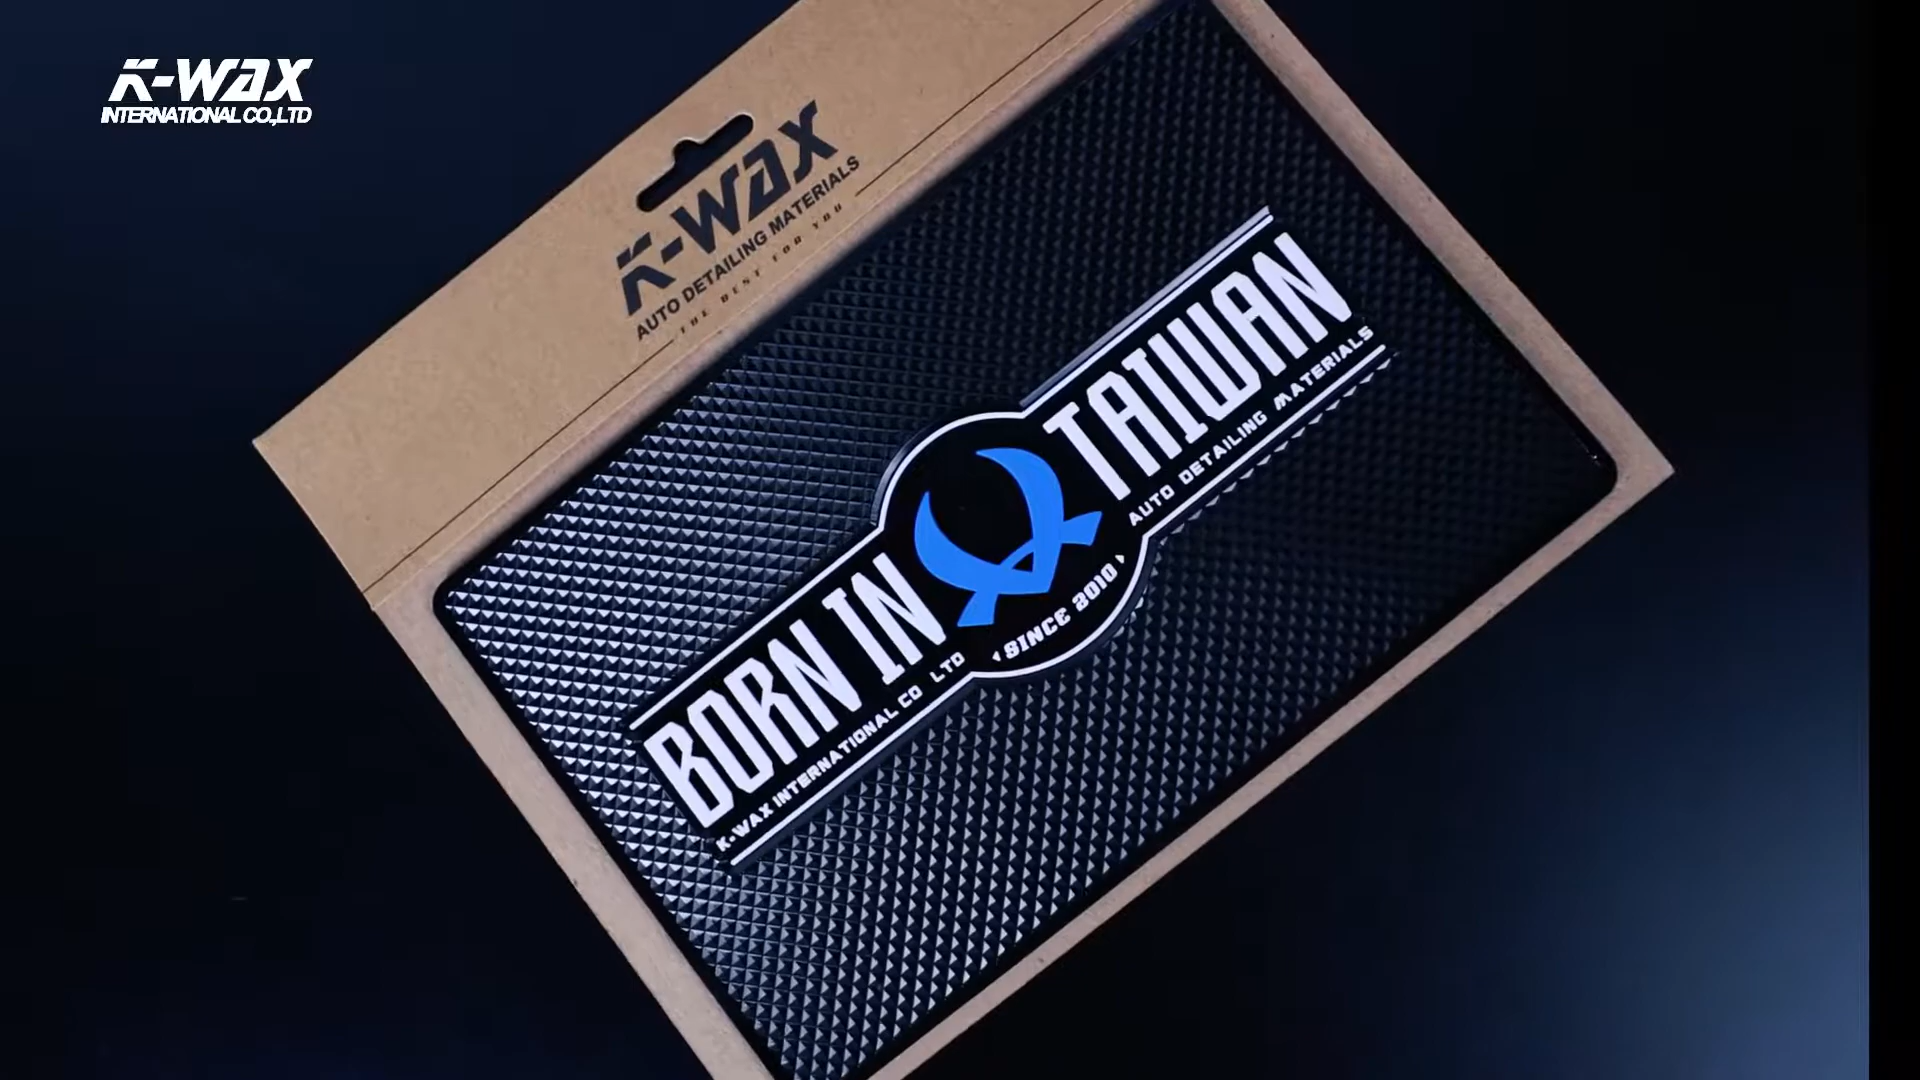 K-WAX
INTERNATIONAL CO.,LTD
K-WAX
AUTO DETAILING MATERIALS
THE BEST FOR YOU
BORN IN TAIWAN
K-WAX INTERNATIONAL CO LTD
SINCE 2010
AUTO DETAILING MATERIALS